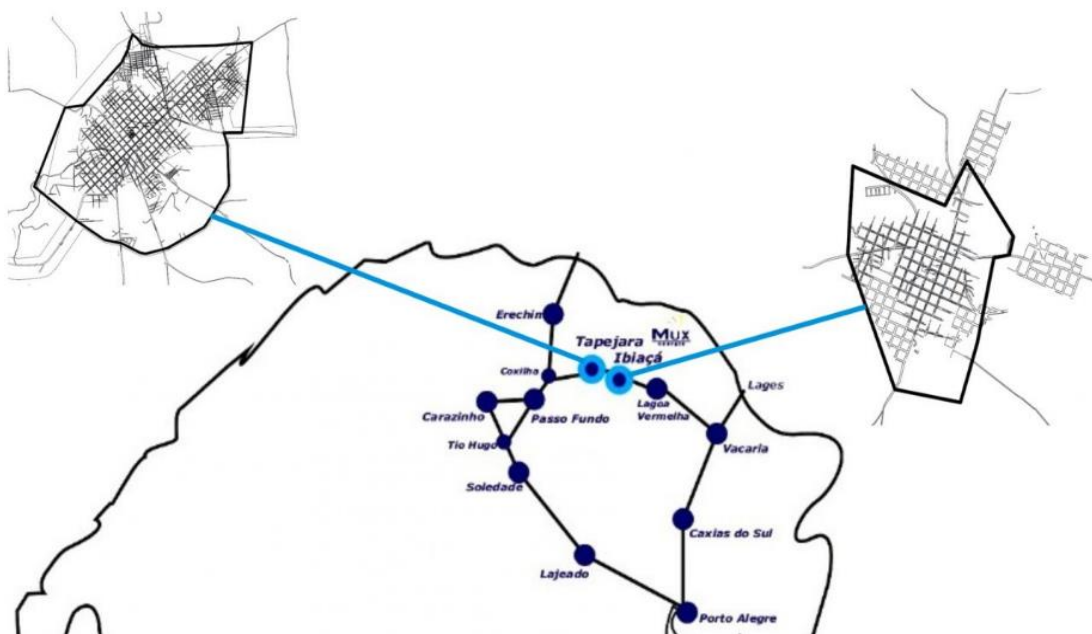 Erechim
Tapejara
MUX
Ibiaçá
Coxilha
Lages
Carazinho
Passo Fundo
Lagoa
Vermelha
Tio Hugo
Vacaria
Soledade
Caxias do Sul
Lajeado
Porto Alegre